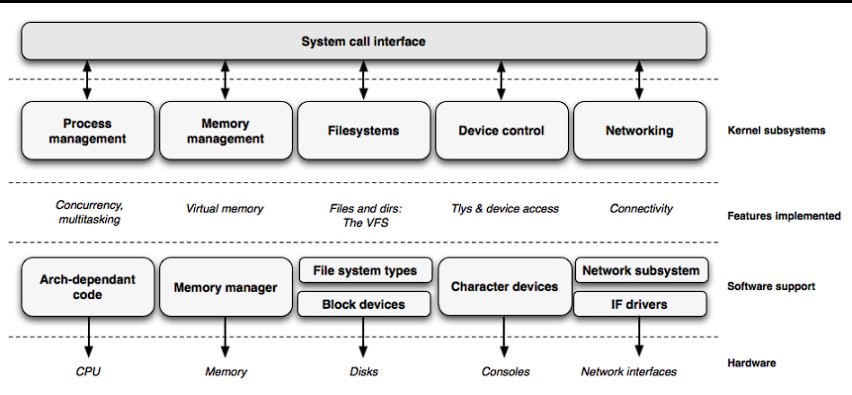 System call interface
Process
management
Memory
management
Filesystems
Device control
Networking
Kernel subsystems
Concurrency,
multitasking
Virtual memory
Files and dirs:
The VFS
Tlys & device access
Connectivity
Features implemented
Arch-dependant
code
Memory manager
File system types
Block devices
Character devices
Network subsystem
IF drivers
Software support
CPU
Memory
Disks
Consoles
Network interfaces
Hardware